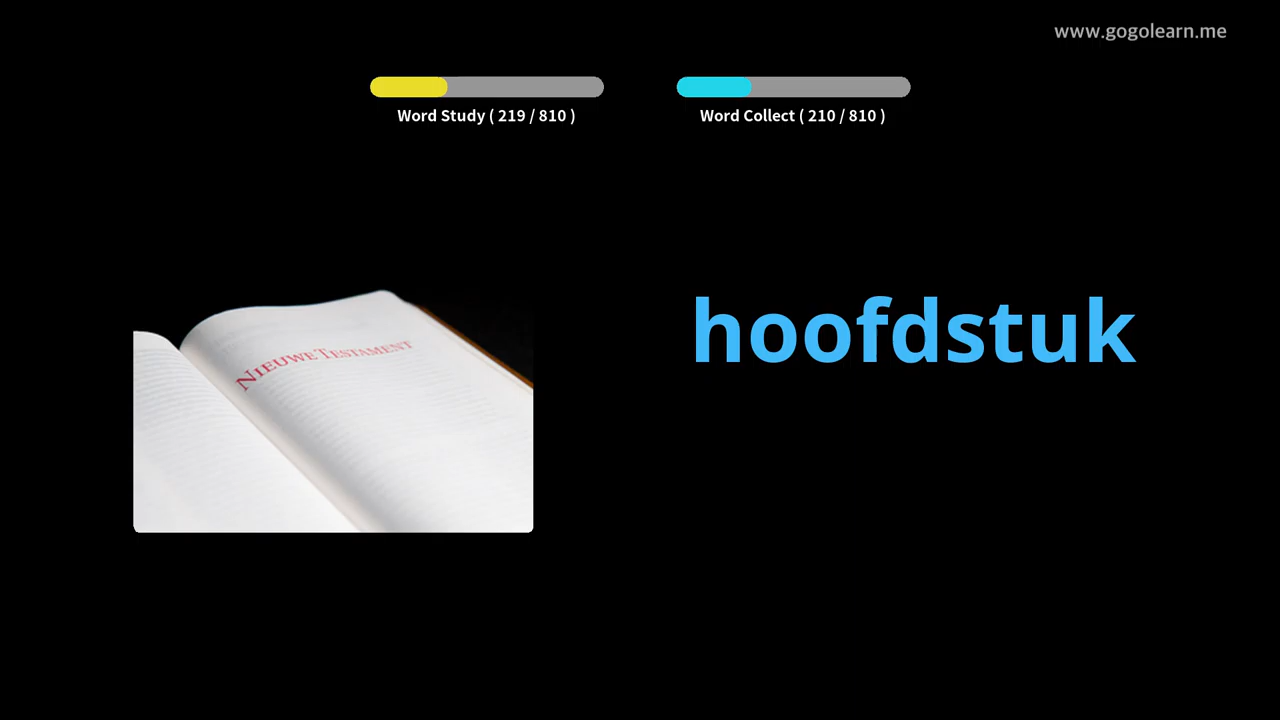 www.gogolearn.me
Word Study ( 219 / 810 )
Word Collect ( 210 / 810 )
hoofdstuk
NIEUWE TESTAMENT